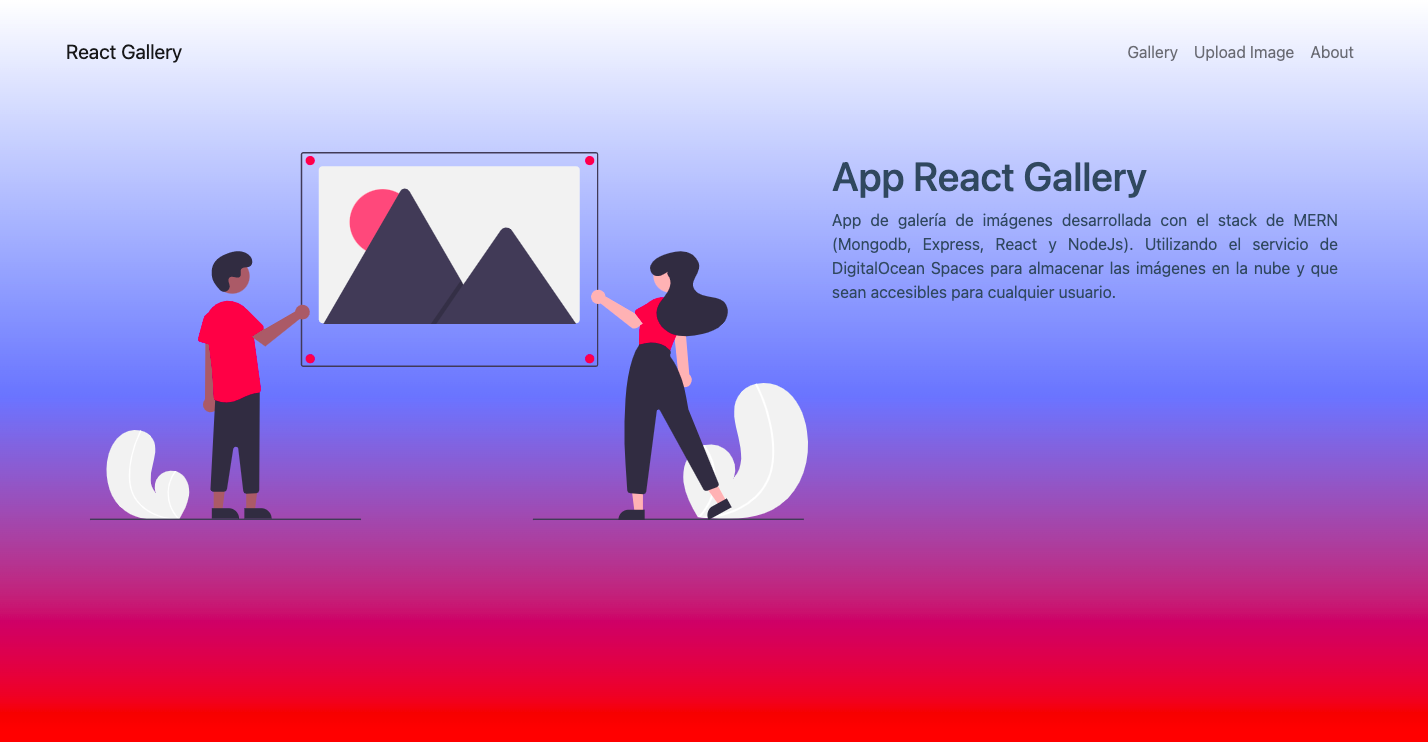 React Gallery
Gallery Upload Image About
App React Gallery
App de galería de imágenes desarrollada con el stack de MERN
(Mongodb, Express, React y NodeJs). Utilizando el servicio de
DigitalOcean Spaces para almacenar las imágenes en la nube y que
sean accesibles para cualquier usuario.